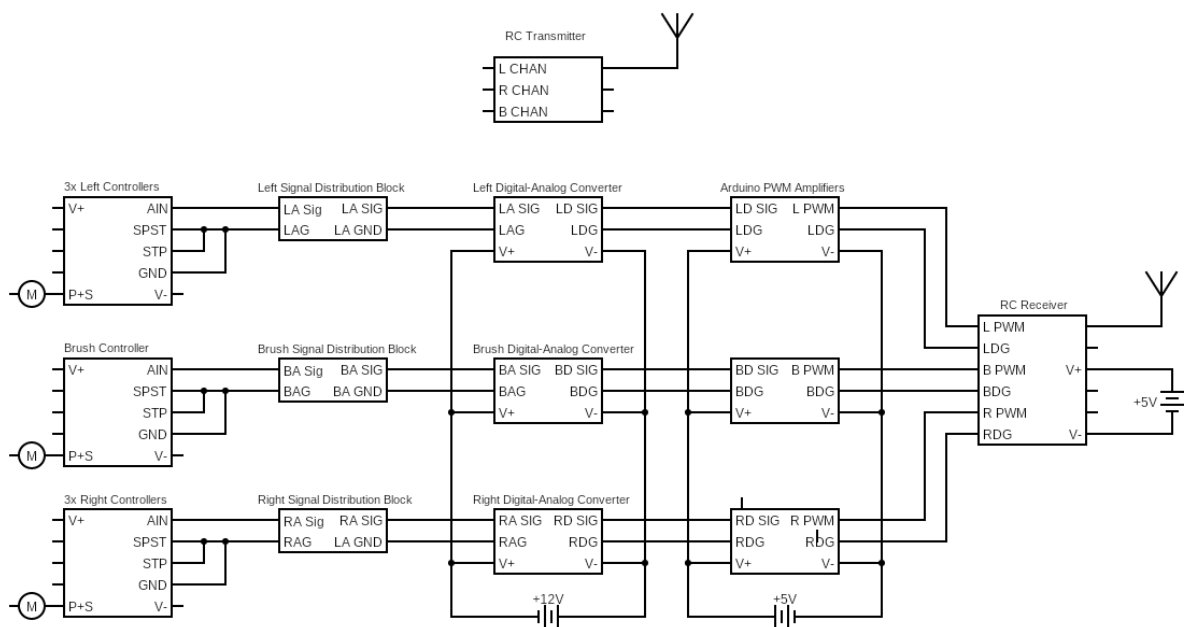 RC Transmitter
L CHAN
R CHAN
B CHAN
3x Left Controllers
Left Signal Distribution Block
Left Digital-Analog Converter
Arduino PWM Amplifiers
V+ AIN
LA Sig LA SIG
LA SIG LD SIG
LD SIG L PWM
SPST
LAG LA GND
LAG LDG
LDG LDG
STP
V+ V-
V+ V-
GND
M
P+S V-
RC Receiver
L PWM
LDG
B PWM V+
BDG
R PWM
RDG V-
+5V
Brush Controller
Brush Signal Distribution Block
Brush Digital-Analog Converter
V+ AIN
BA Sig BA SIG
BA SIG BD SIG
BD SIG B PWM
SPST
BAG BA GND
BAG BDG
BDG BDG
STP
V+ V-
V+ V-
GND
M
P+S V-
3x Right Controllers
Right Signal Distribution Block
Right Digital-Analog Converter
V+ AIN
RA Sig RA SIG
RA SIG RD SIG
RD SIG R PWM
SPST
RAG LA GND
RAG RDG
RDG RDG
STP
V+ V-
V+ V-
GND
M
P+S V-
+12V
+5V